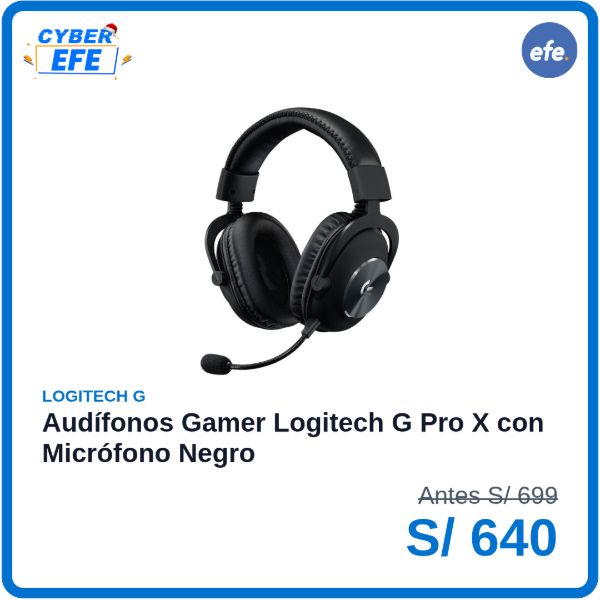 CYBER
EFE
efe.
LOGITECH G
Audífonos Gamer Logitech G Pro X con
Micrófono Negro
Antes S/ 699
S/ 640